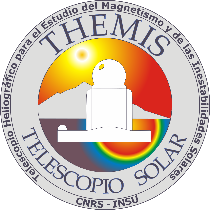 Telescopio Heliográfico para el Estudio del Magnetismo y de las Inestabilidades Solares
THEMIS
TELESCOPIO SOLAR
CNRS - INSU